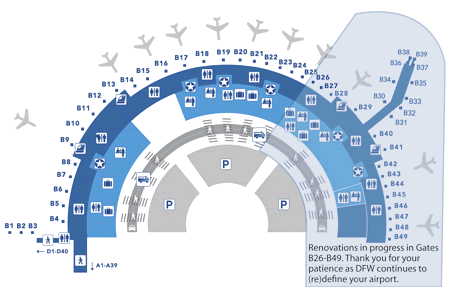 B38
B39
B36
B37
B34
B35
B33
B32
B31
B19
B18
B20
B17
B21
B16
B22
B15
B23
B14
B24
B13
B25
B12
B26
B11
B27
B10
B28
B9
B29
B8
B40
B7
B41
B6
B42
B5
B43
B4
B44
B1 B2 B3
B45
B46
B47
B48
B49
P
P
P
← D1-D40
↓ A1-A39
Renovations in progress in Gates
B26-B49. Thank you for your
patience as DFW continues to
(re)define your airport.